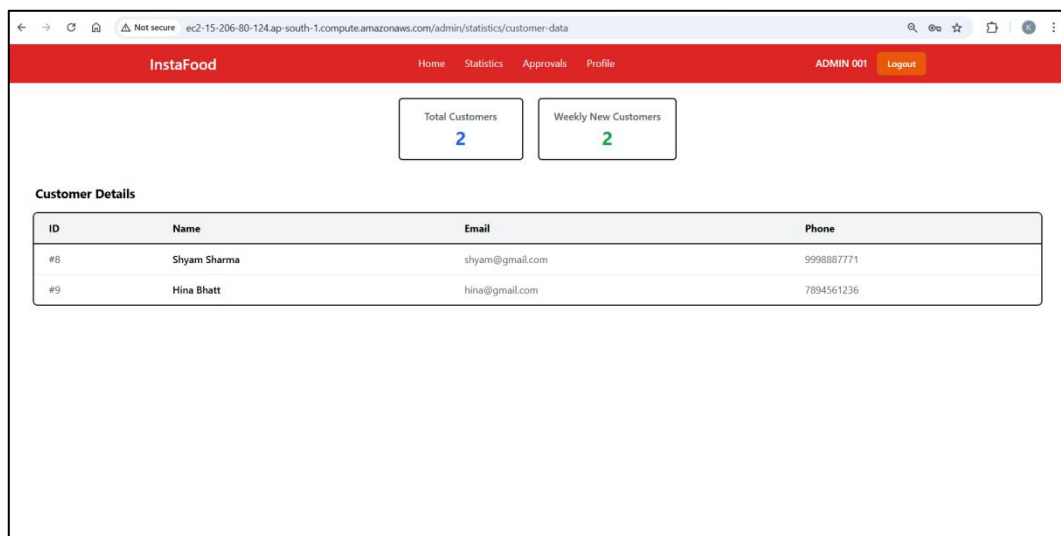 Not secure ec2-15-206-80-124.ap-south-1.compute.amazonaws.com/admin/statistics/customer-data K
InstaFood Home Statistics Approvals Profile ADMIN 001 Logout
Total Customers Weekly New Customers
2 2
Customer Details
ID Name Email Phone
#8 Shyam Sharma shyam@gmail.com 9998887771
#9 Hina Bhatt hina@gmail.com 7894561236